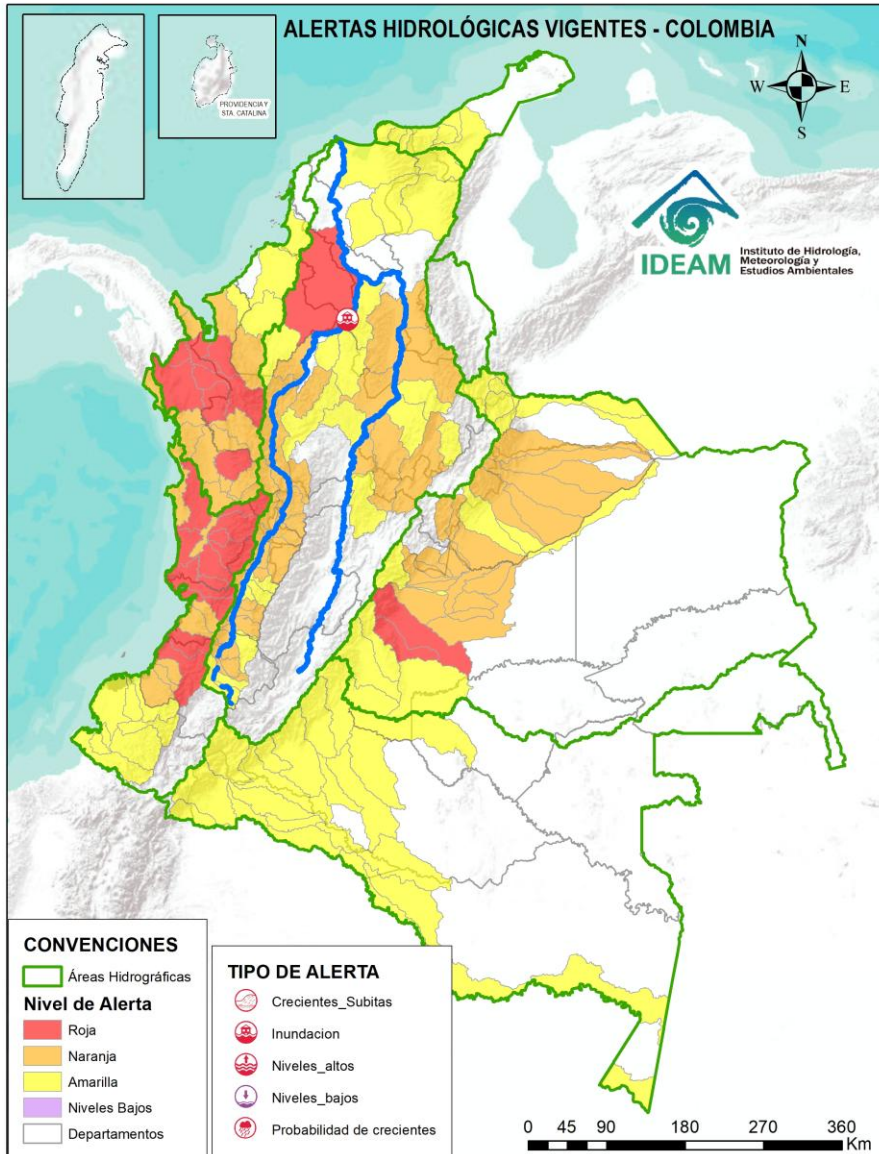 ALERTAS HIDROLÓGICAS VIGENTES - COLOMBIA
PROVIDENCIA Y
STA. CATALINA
N
W
E
S
IDEAM
Instituto de Hidrología,
Meteorología y
Estudios Ambientales
CONVENCIONES
Áreas Hidrográficas
Nivel de Alerta
Roja
Naranja
Amarilla
Niveles Bajos
Departamentos
TIPO DE ALERTA
Crecientes_Subitas
Inundacion
Niveles_altos
Niveles_bajos
Probabilidad de crecientes
0 45 90 180 270 360
Km